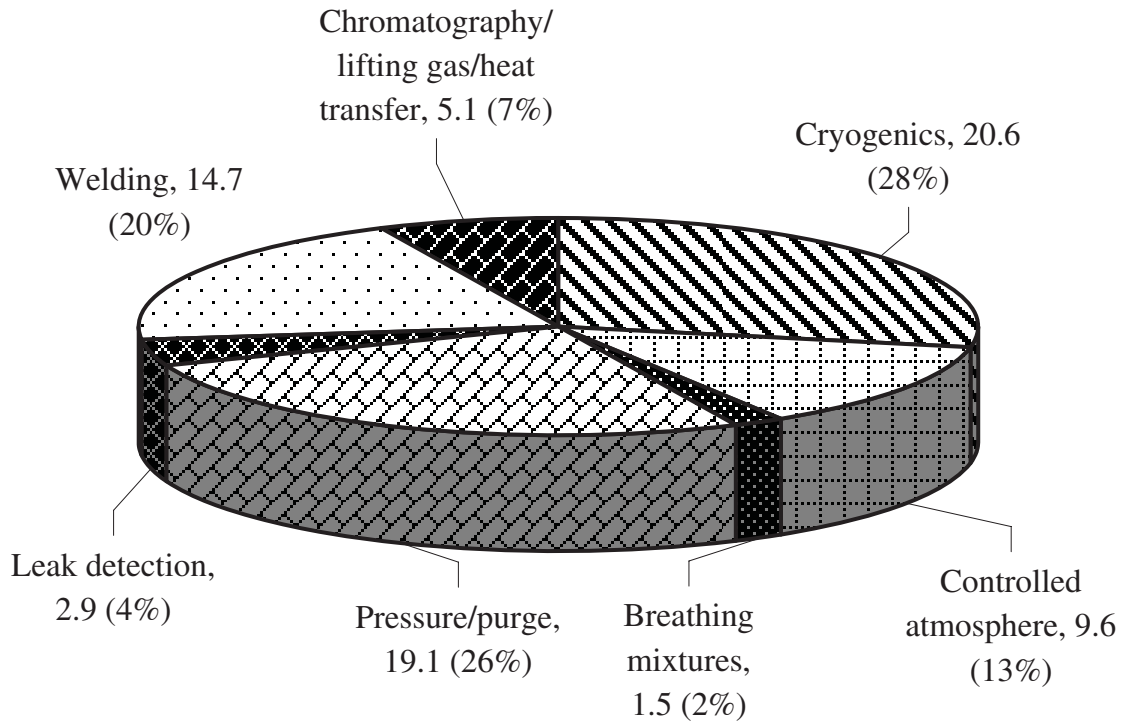 Chromatography/
lifting gas/heat
transfer, 5.1 (7%)
Cryogenics, 20.6
(28%)
Welding, 14.7
(20%)
Leak detection,
2.9 (4%)
Pressure/purge,
19.1 (26%)
Breathing
mixtures,
1.5 (2%)
Controlled
atmosphere, 9.6
(13%)